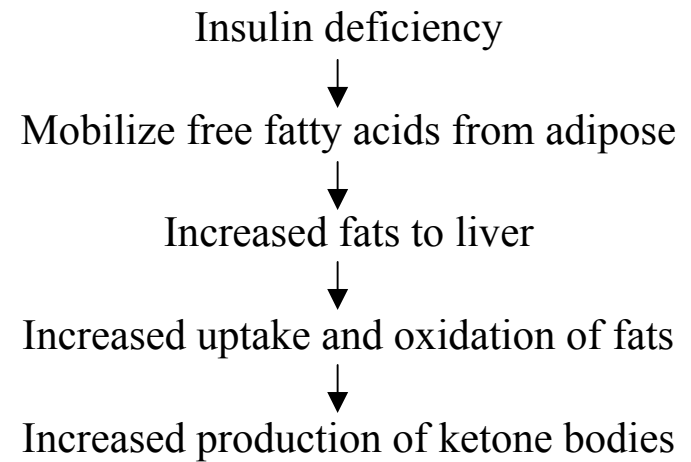 Insulin deficiency
Mobilize free fatty acids from adipose
Increased fats to liver
Increased uptake and oxidation of fats
Increased production of ketone bodies